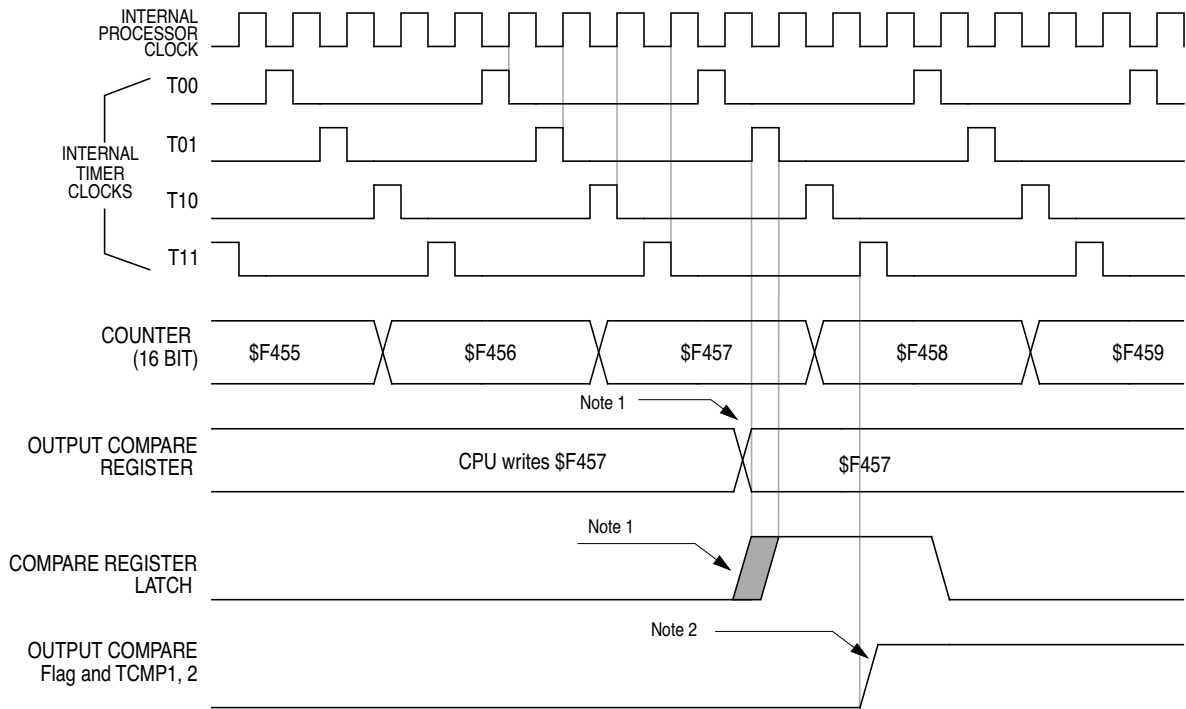 INTERNAL
PROCESSOR
CLOCK
T00
T01
INTERNAL
TIMER
CLOCKS
T10
T11
COUNTER
(16 BIT)
$F455
$F456
$F457
$F458
$F459
Note 1
OUTPUT COMPARE
REGISTER
CPU writes $F457
$F457
Note 1
COMPARE REGISTER
LATCH
Note 2
OUTPUT COMPARE
Flag and TCMP1, 2